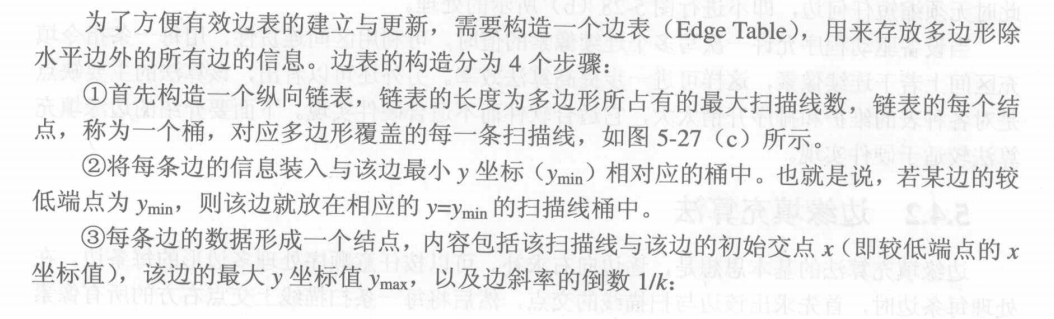 为了方便有效边表的建立与更新，需要构造一个边表（Edge Table），用来存放多边形除
水平边外的所有边的信息。边表的构造分为 4 个步骤：
①首先构造一个纵向链表，链表的长度为多边形所占有的最大扫描线数，链表的每个结
点，称为一个桶，对应多边形覆盖的每一条扫描线，如图 5-27（c）所示。
②将每条边的信息装入与该边最小 y 坐标（ymin）相对应的桶中。也就是说，若某边的较
低端点为 ymin，则该边就放在相应的 y=ymin 的扫描线桶中。
③每条边的数据形成一个结点，内容包括该扫描线与该边的初始交点 x（即较低端点的 x
坐标值），该边的最大 y 坐标值 ymax，以及边斜率的倒数 1/k：